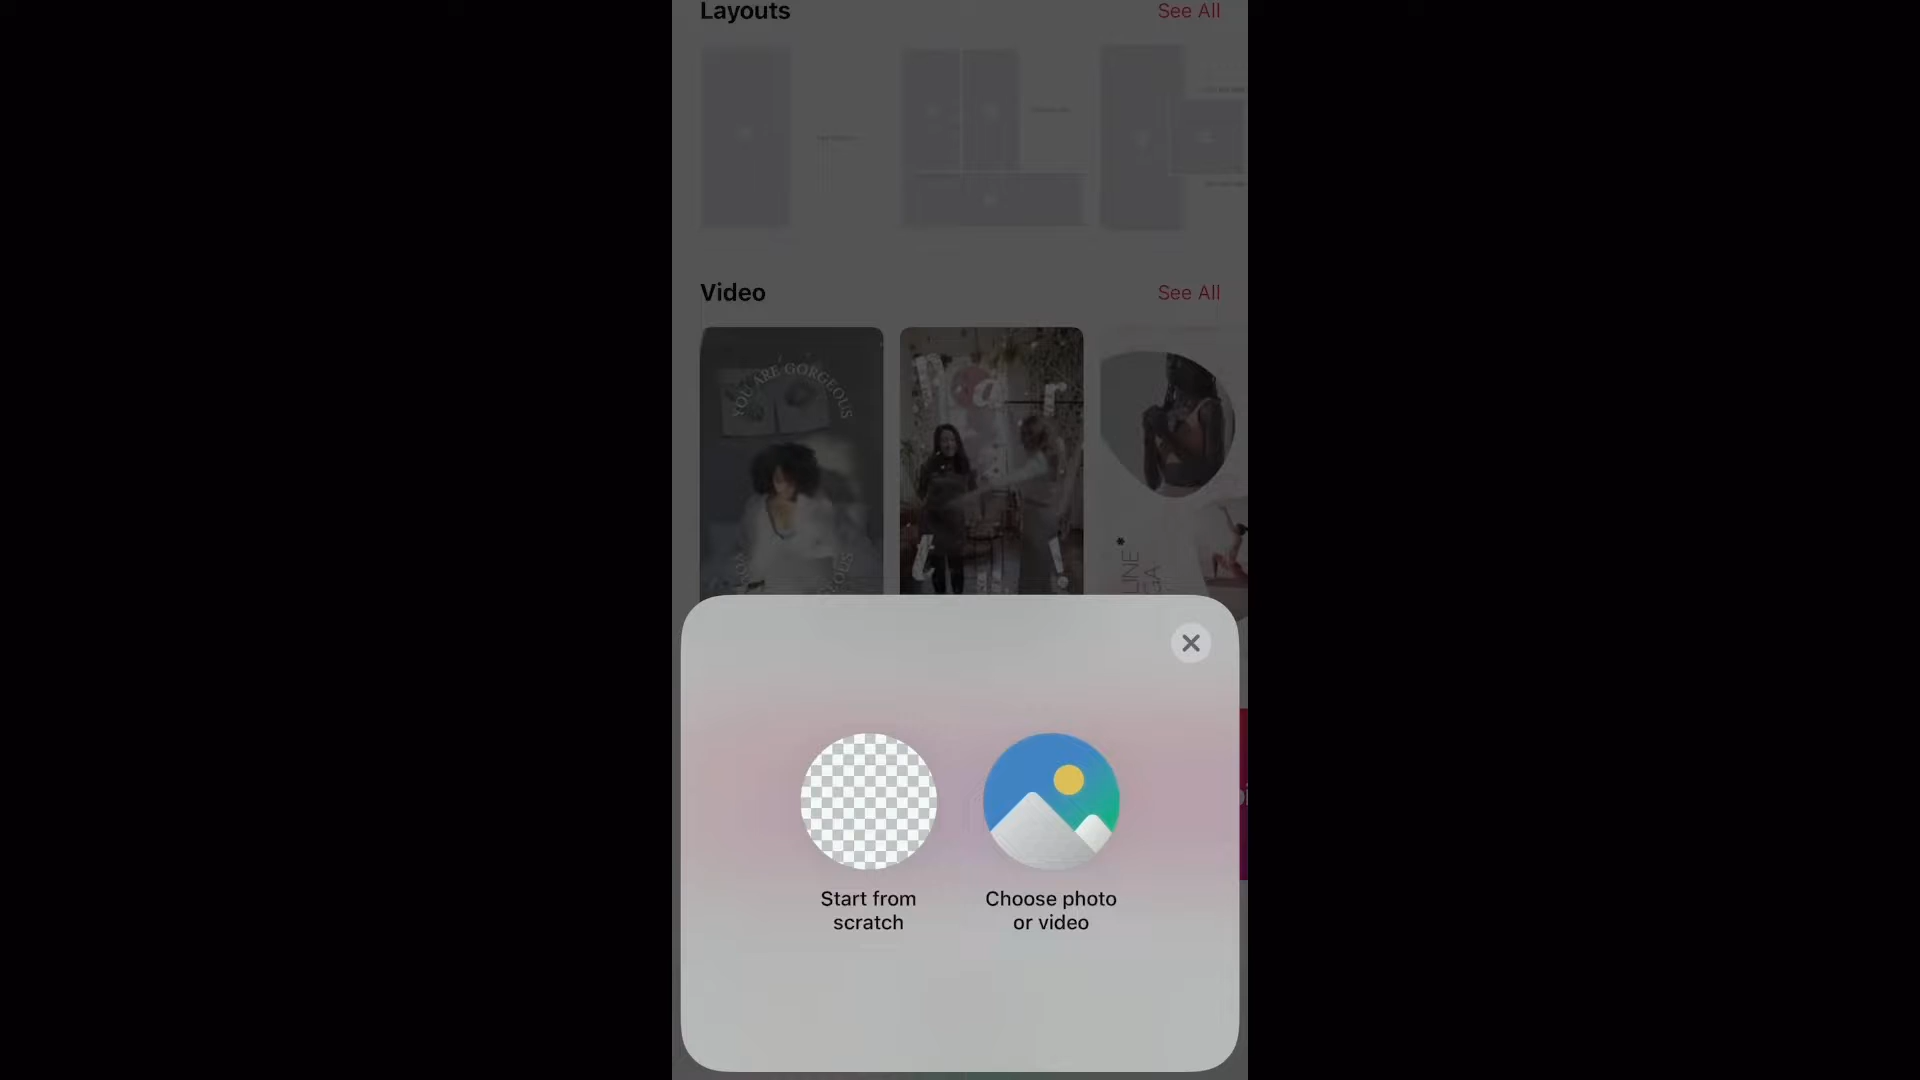 Layouts
See All
Video
See All
YOU ARE GORGEOUS
Start from
scratch
Choose photo
or video